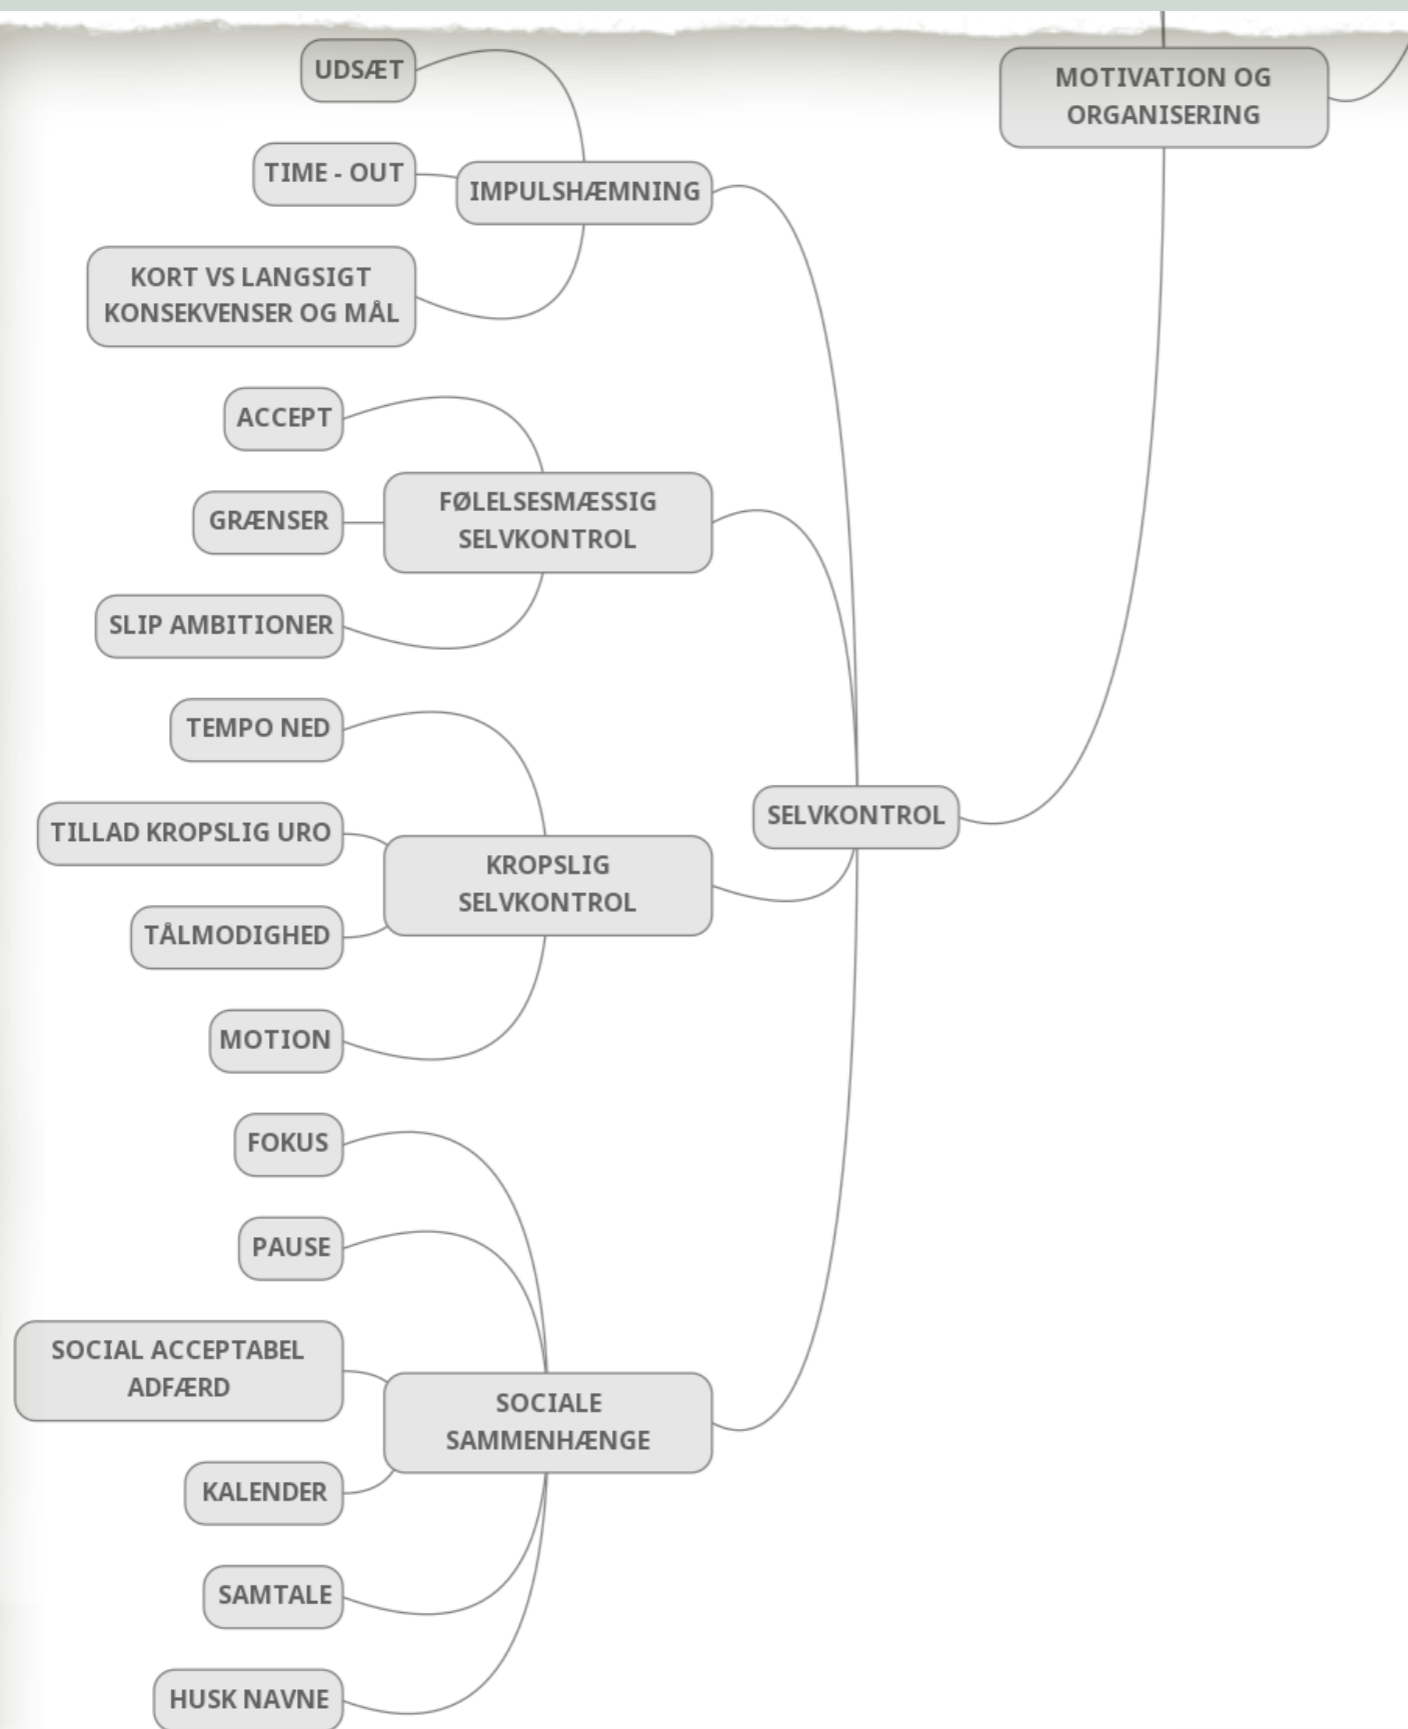 UDSÆT
TIME - OUT
KORT VS LANGSIGT
KONSEKVENSER OG MÅL
IMPULSHÆMNING
ACCEPT
GRÆNSER
SLIP AMBITIONER
FØLELSESMÆSSIG
SELVKONTROL
TEMPO NED
TILLAD KROPSLIG URO
TÅLMODIGHED
MOTION
KROPSLIG
SELVKONTROL
FOKUS
PAUSE
SOCIAL ACCEPTABEL
ADFÆRD
KALENDER
SAMTALE
HUSK NAVNE
SOCIALE
SAMMENHÆNGE
SELVKONTROL
MOTIVATION OG
ORGANISERING